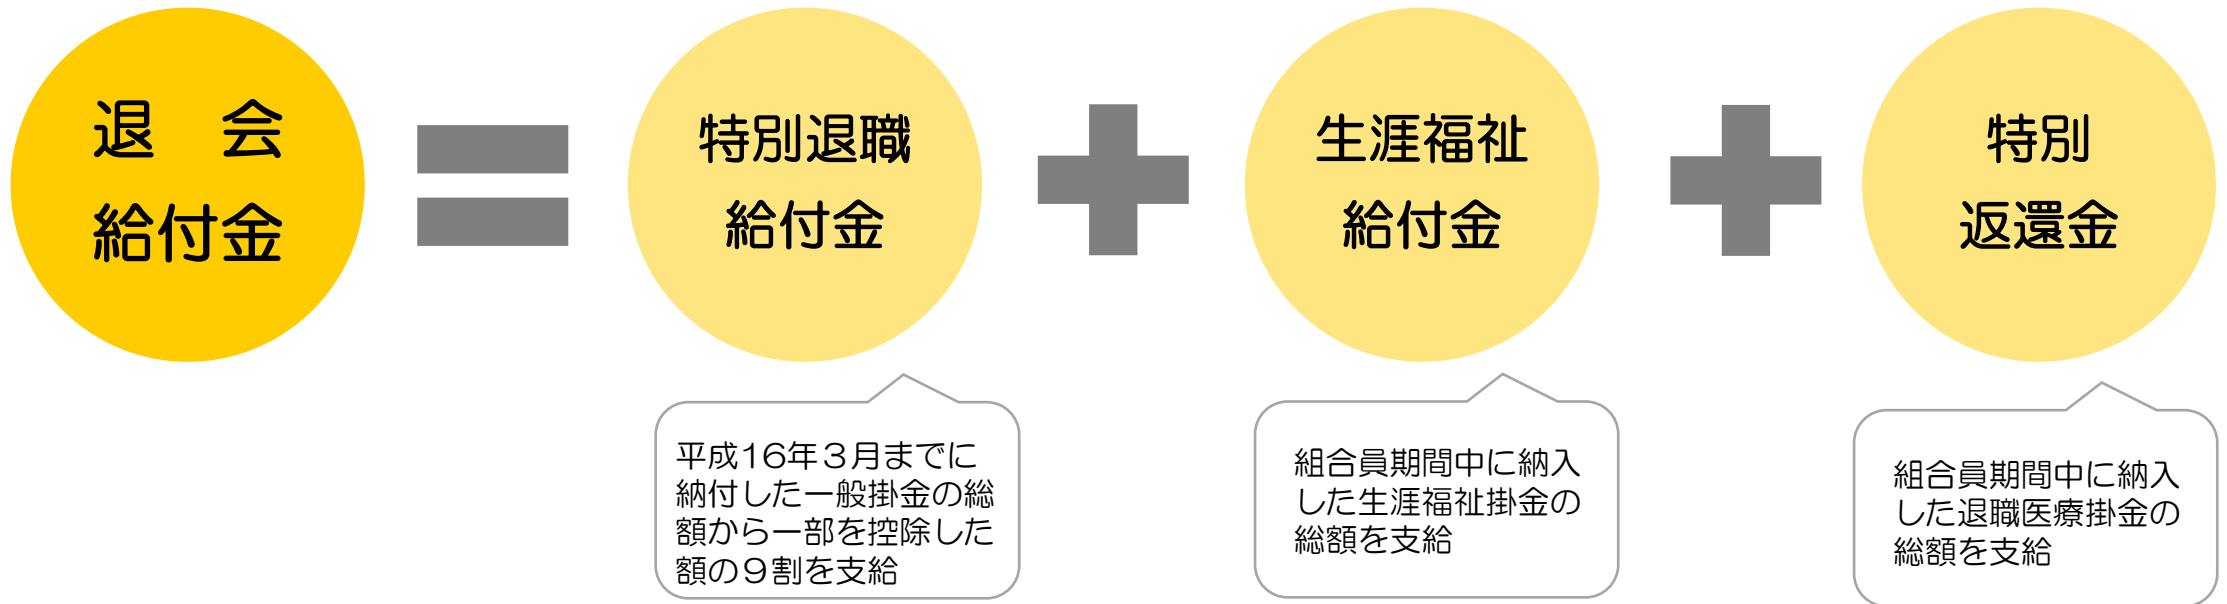 退　会
給付金
特別退職
給付金
生涯福祉
給付金
特別
返還金
平成16年３月までに
納付した一般掛金の総
額から一部を控除した
額の９割を支給
組合員期間中に納入
した生涯福祉掛金の
総額を支給
組合員期間中に納入
した退職医療掛金の
総額を支給